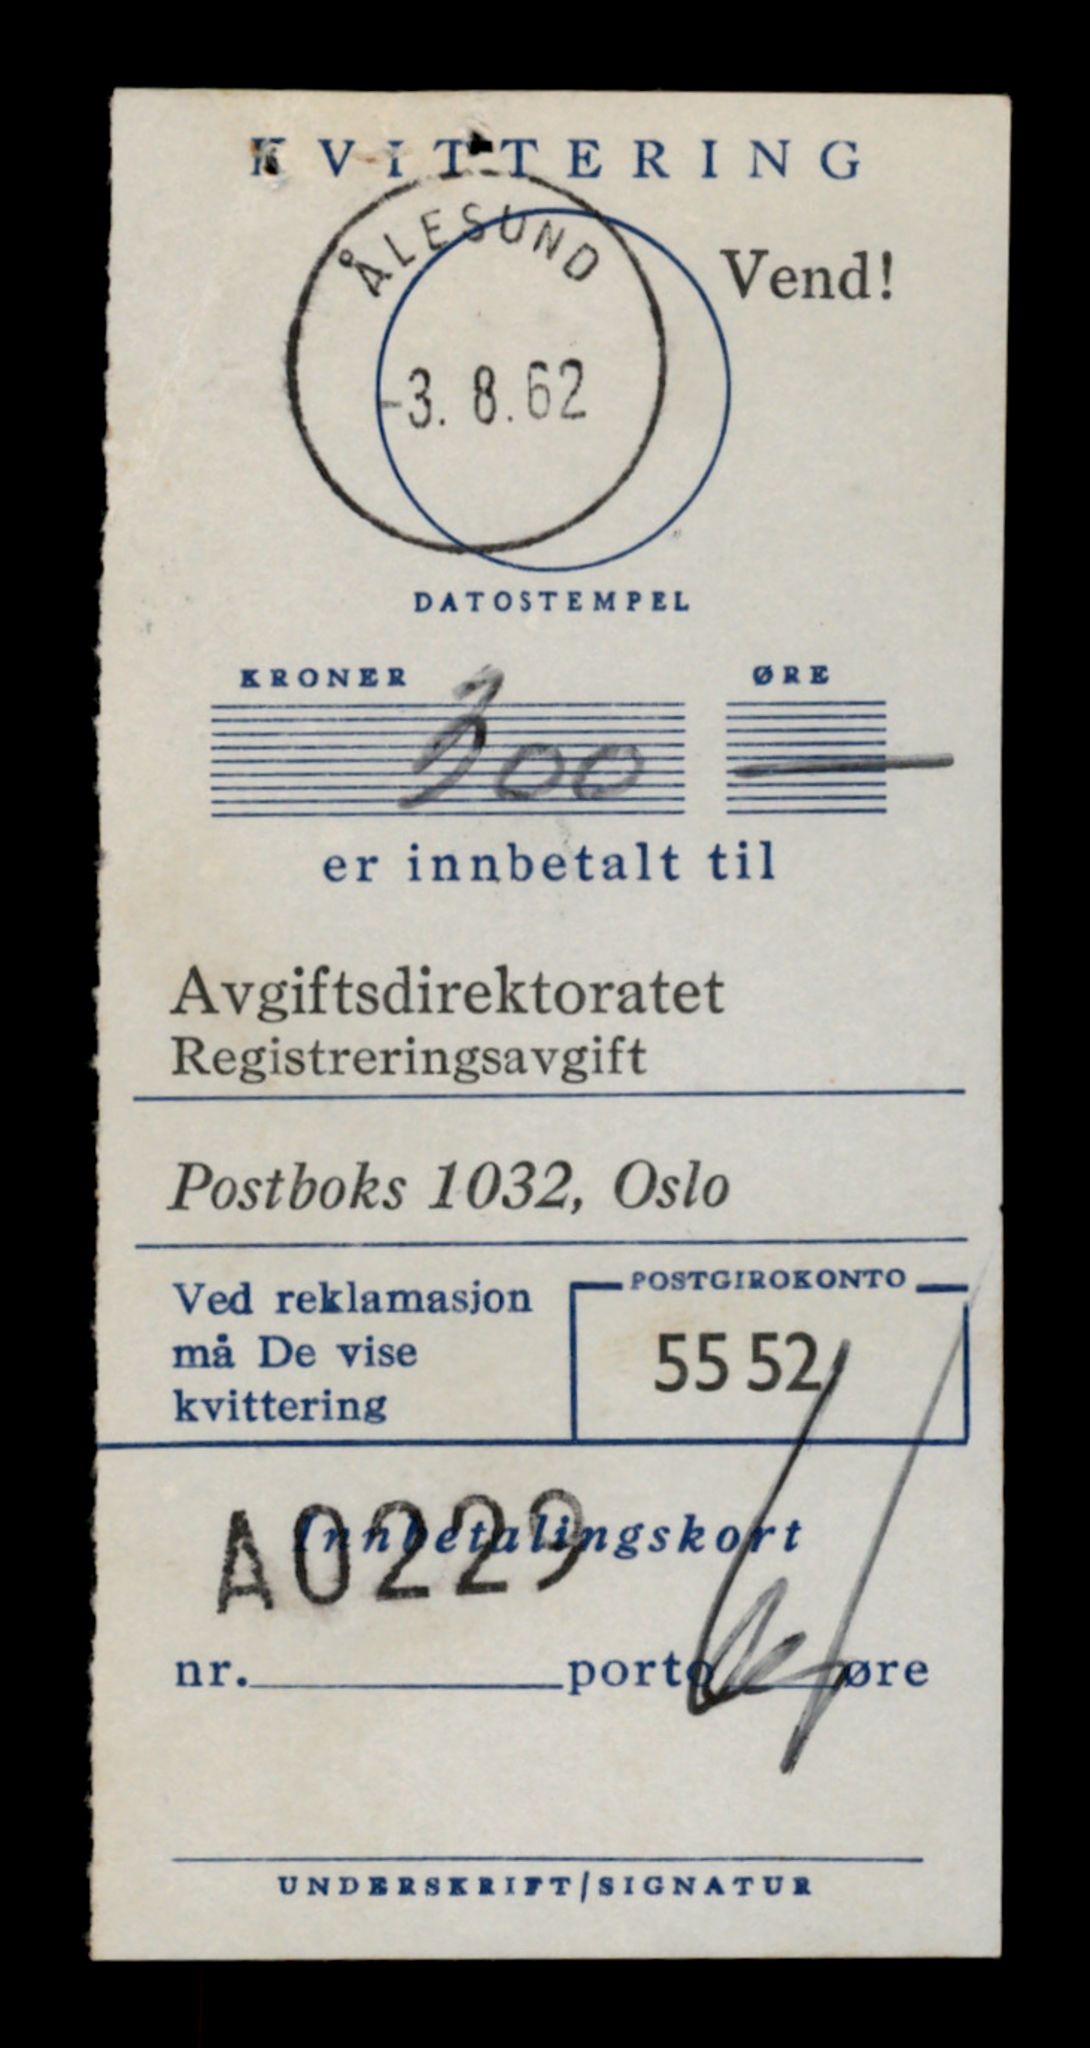 KVITTERING
ÅLESUND
Vend!
-3. 8. 62
DATOSTEMPEL
KRONER ØRE
300 —
er innbetalt til
Avgiftsdirektoratet
Registreringsavgift
Postboks 1032, Oslo
Ved reklamasjon
må De vise
kvittering
POSTGIROKONTO
55 52
A0229
Innbetalingskort
nr. porto øre
UNDERSKRIFT/SIGNATUR